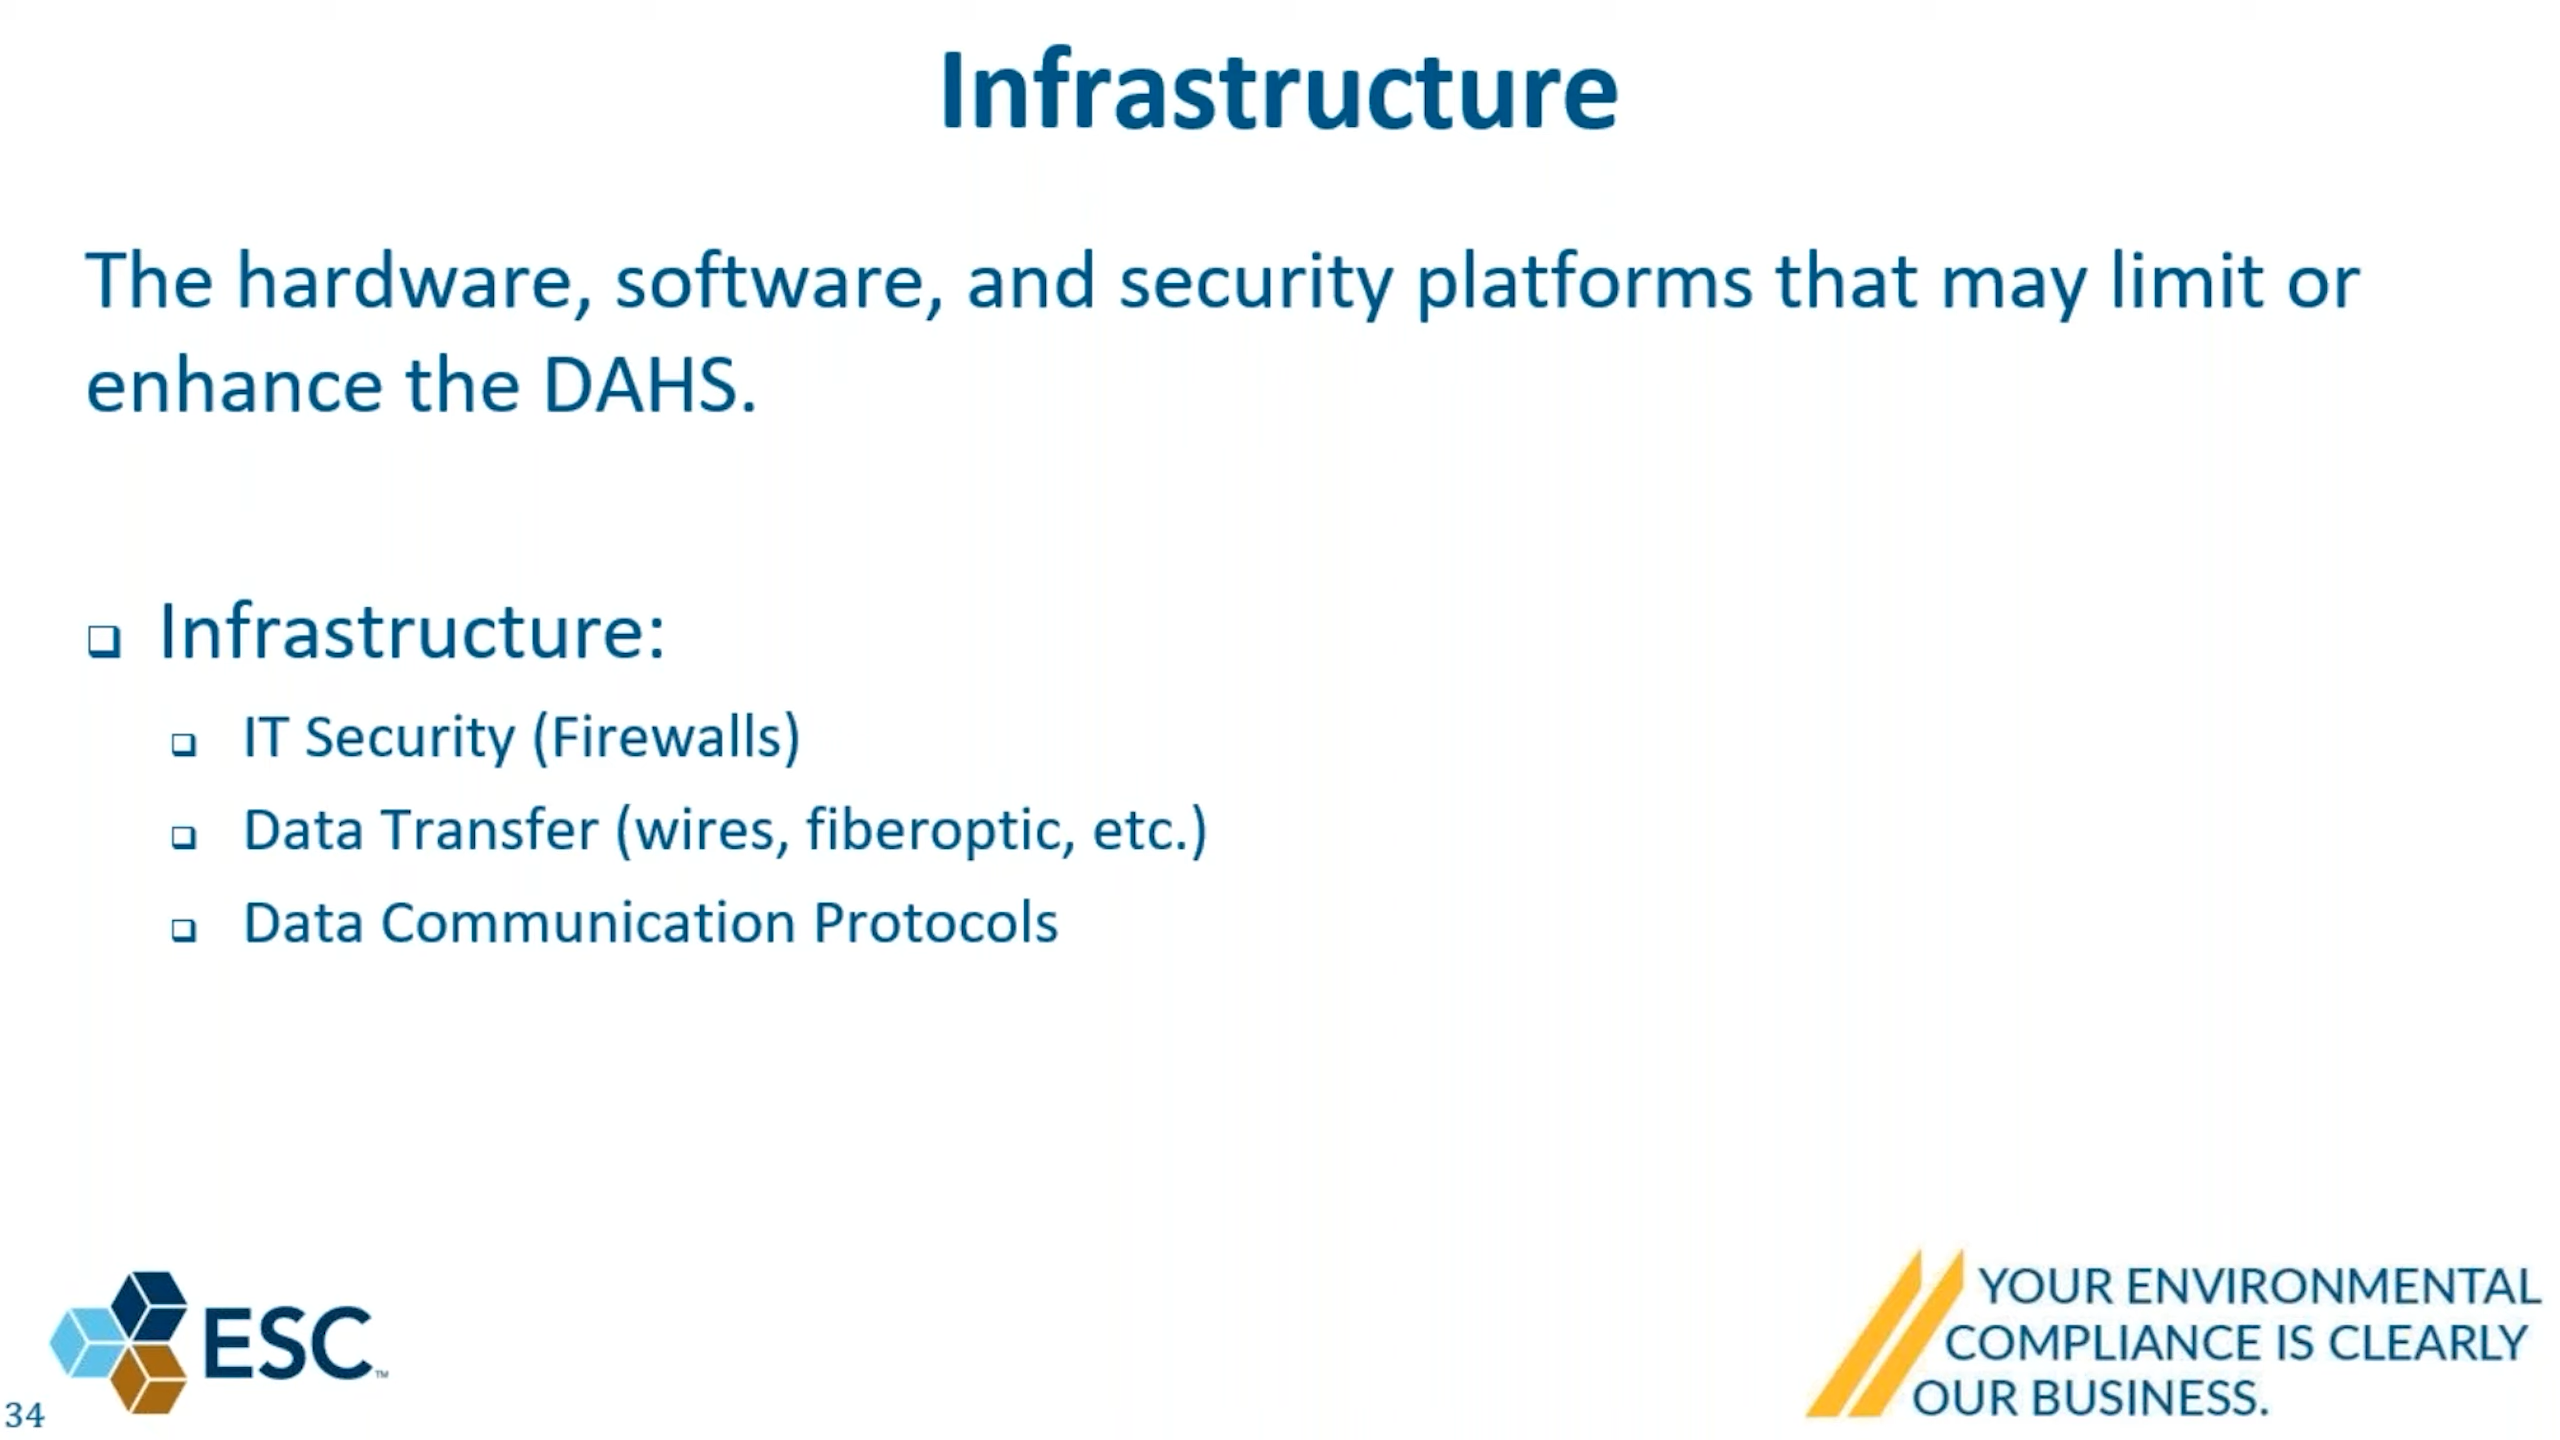 Infrastructure
The hardware, software, and security platforms that may limit or
enhance the DAHS.
Infrastructure:
IT Security (Firewalls)
Data Transfer (wires, fiberoptic, etc.)
Data Communication Protocols
ESC™
YOUR ENVIRONMENTAL
COMPLIANCE IS CLEARLY
OUR BUSINESS.
34